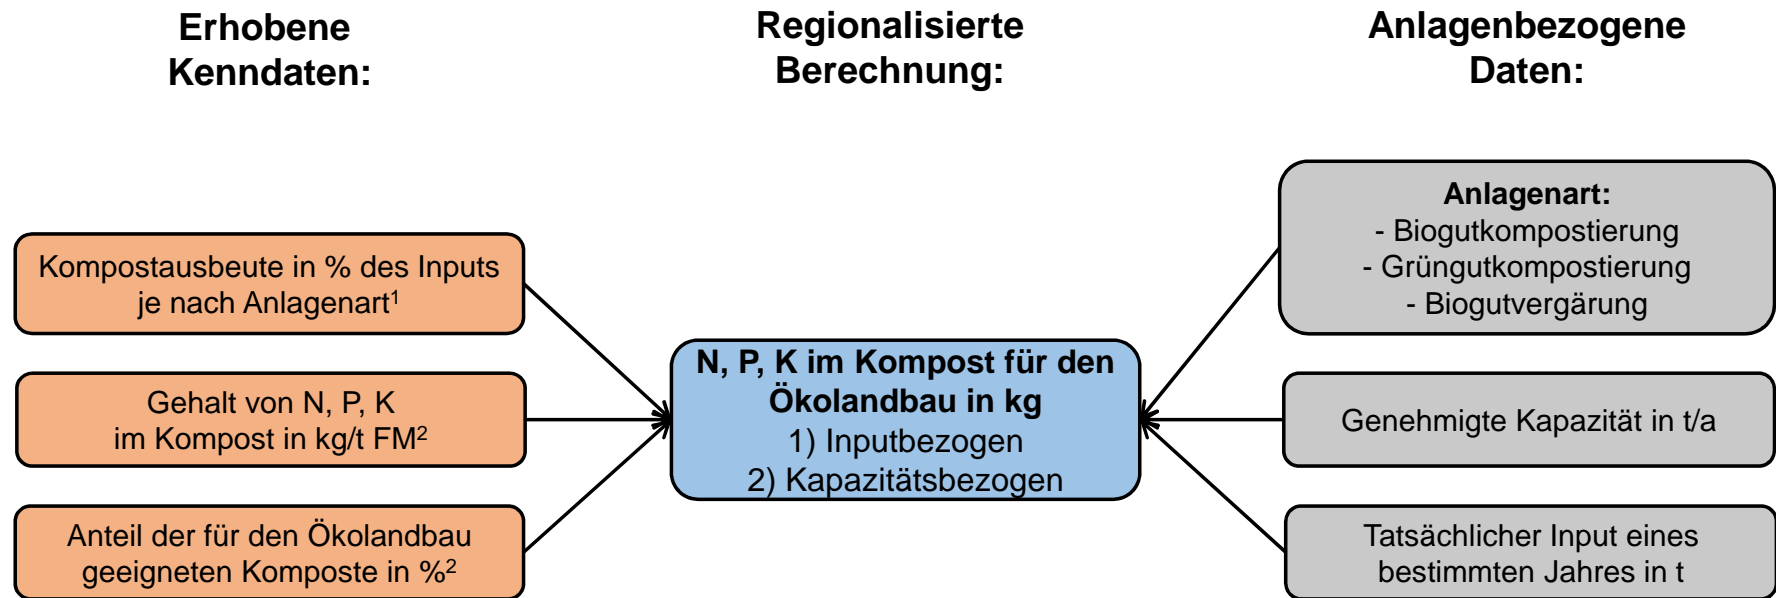 Erhobene
Kenndaten:
Regionalisierte
Berechnung:
Anlagenbezogene
Daten:
Kompostausbeute in % des Inputs
je nach Anlagenart¹
Gehalt von N, P, K
im Kompost in kg/t FM²
Anteil der für den Ökolandbau
geeigneten Komposte in %²
N, P, K im Kompost für den
Ökolandbau in kg
1) Inputbezogen
2) Kapazitätsbezogen
Anlagenart:
- Biogutkompostierung
- Grüngutkompostierung
- Biogutvergärung
Genehmigte Kapazität in t/a
Tatsächlicher Input eines
bestimmten Jahres in t